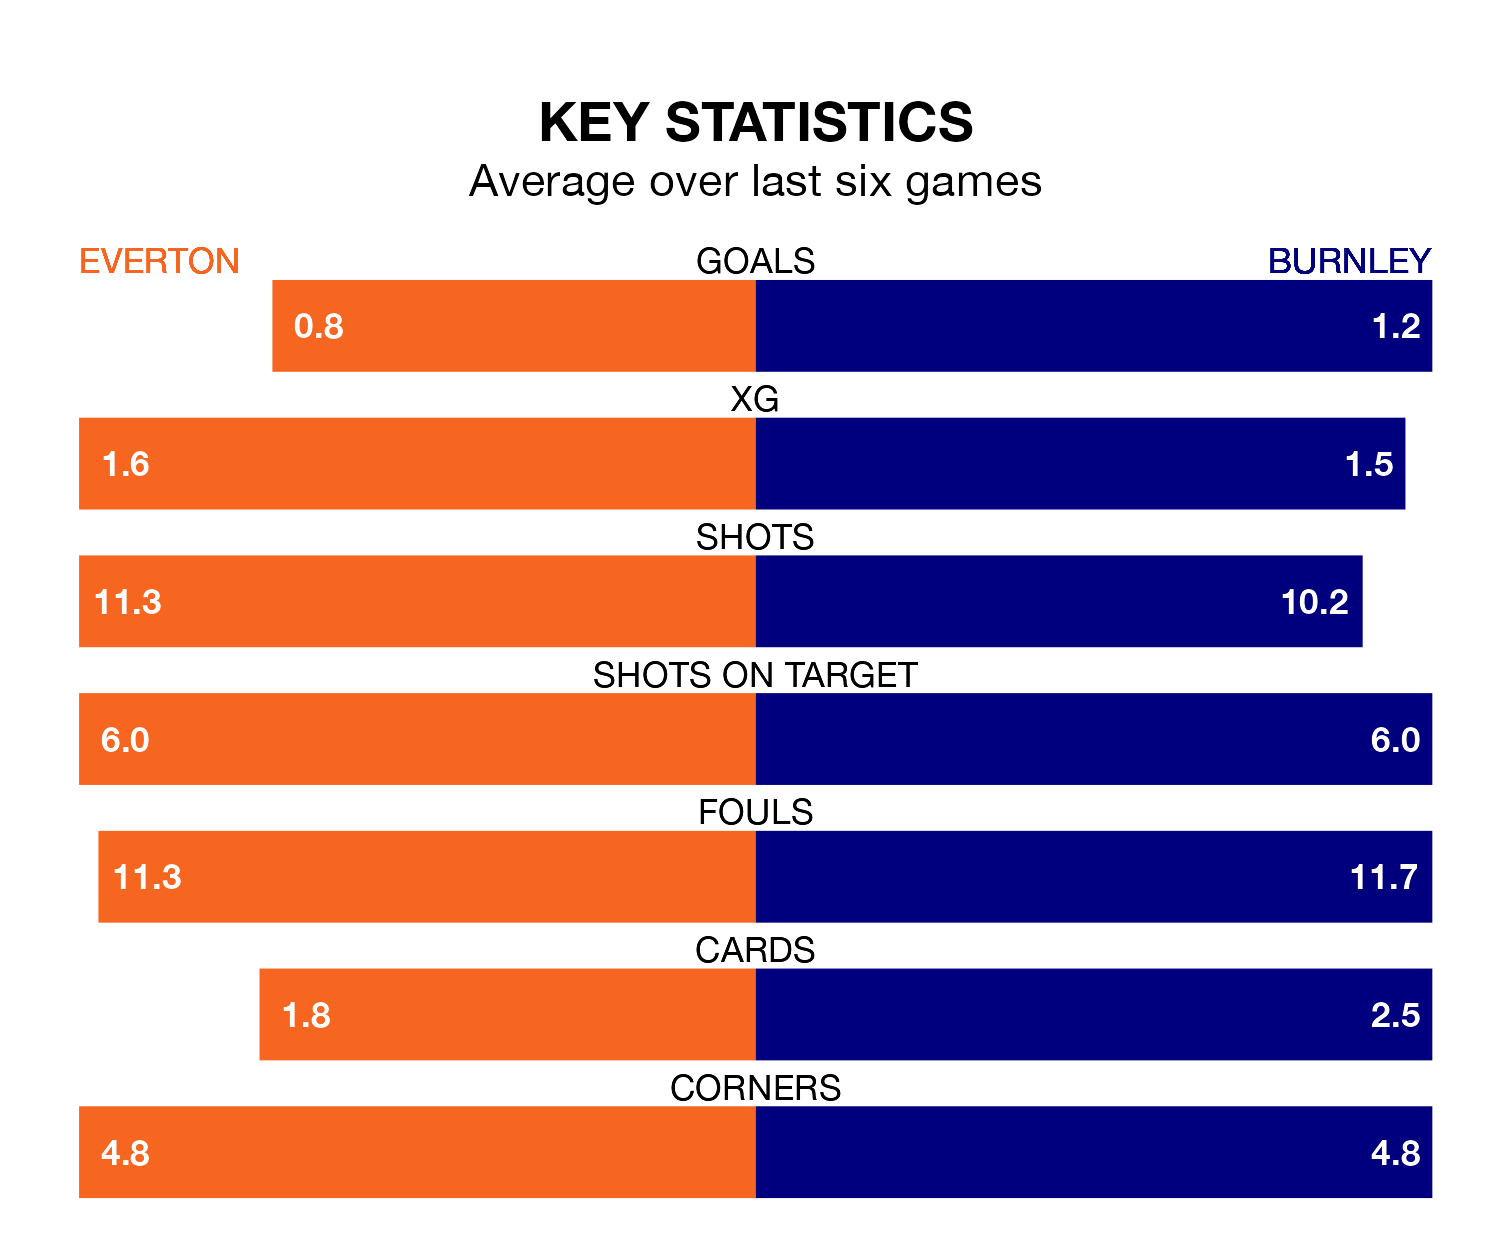 KEY STATISTICS
Average over last six games
EVERTON GOALS BURNLEY
0.8 1.2
XG
1.6 1.5
SHOTS
11.3 10.2
SHOTS ON TARGET
6.0 6.0
FOULS
11.3 11.7
CARDS
1.8 2.5
CORNERS
4.8 4.8